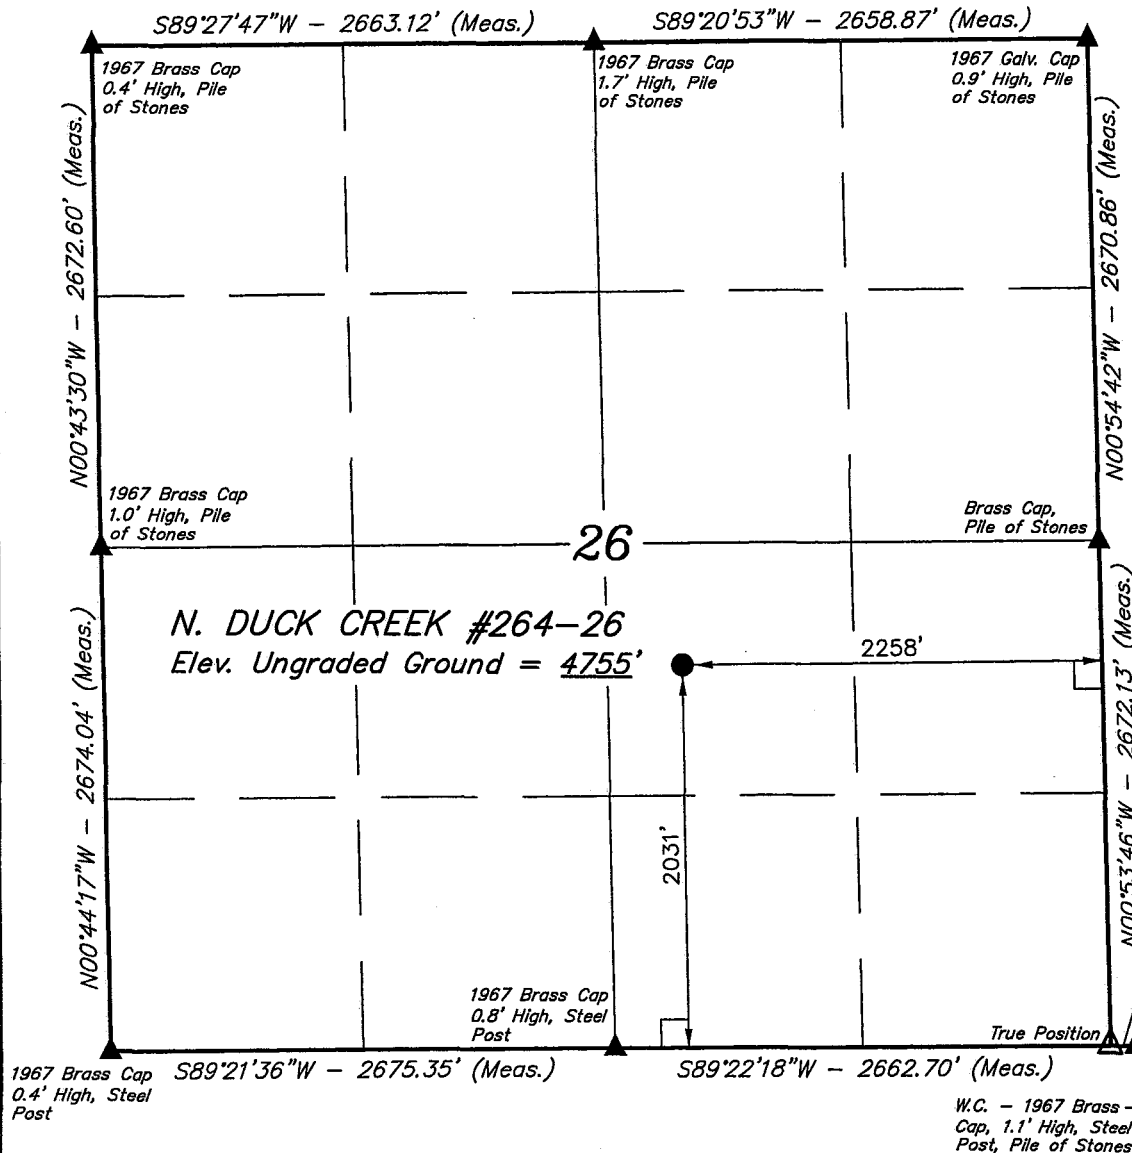 S89°27'47"W - 2663.12' (Meas.)
S89°20'53"W - 2658.87' (Meas.)
1967 Brass Cap
0.4' High, Pile
of Stones
1967 Brass Cap
1.7' High, Pile
of Stones
1967 Galv. Cap
0.9' High, Pile
of Stones
N00°43'30"W - 2672.60' (Meas.)
N00°54'42"W - 2670.86' (Meas.)
1967 Brass Cap
1.0' High, Pile
of Stones
Brass Cap,
Pile of Stones
26
N. DUCK CREEK #264-26
Elev. Ungraded Ground = 4755'
2258'
2031'
N00°44'17"W - 2674.04' (Meas.)
N00°53'46"W - 2672.13' (Meas.)
1967 Brass Cap
0.8' High, Steel
Post
True Position
1967 Brass Cap
0.4' High, Steel
Post
S89°21'36"W - 2675.35' (Meas.)
S89°22'18"W - 2662.70' (Meas.)
W.C. - 1967 Brass
Cap, 1.1' High, Steel
Post, Pile of Stones